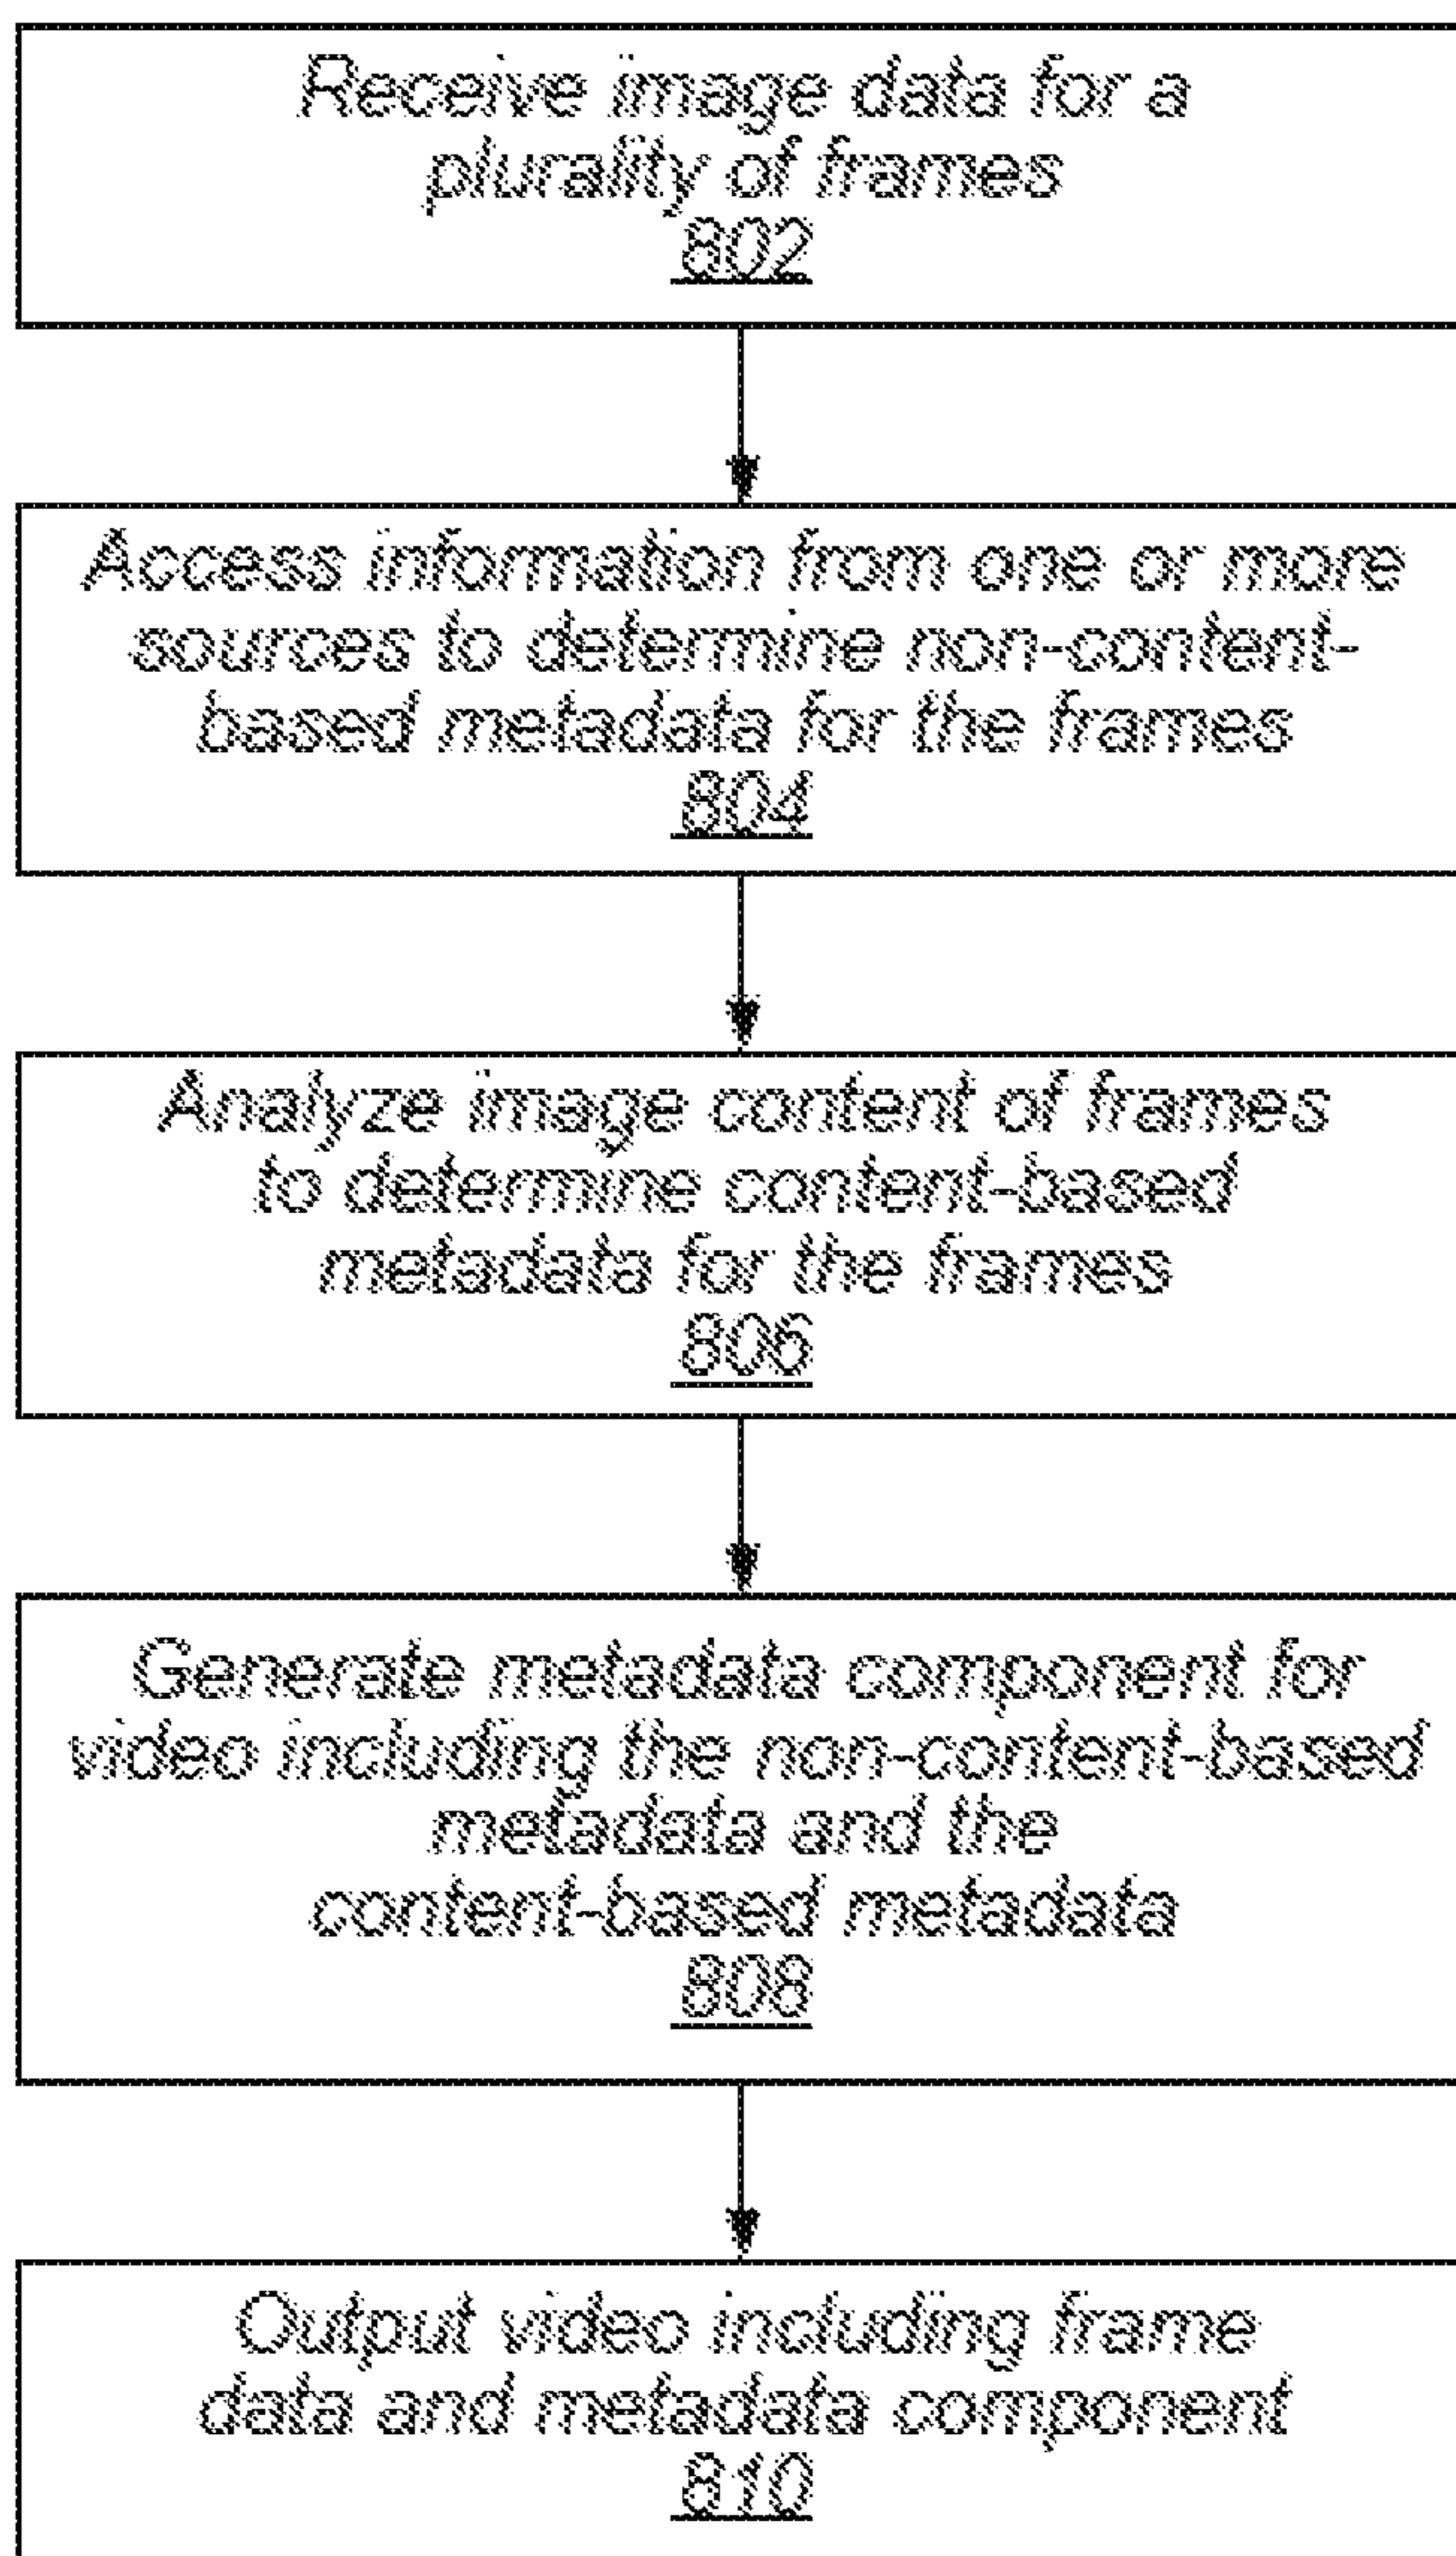 Receive image data for a
plurality of frames
802
Access information from one or more
sources to determine non-content-
based metadata for the frames
804
Analyze image content of frames
to determine content-based
metadata for the frames
806
Generate metadata component for
video including the non-content-based
metadata and the
content-based metadata
808
Output video including frame
data and metadata component
810